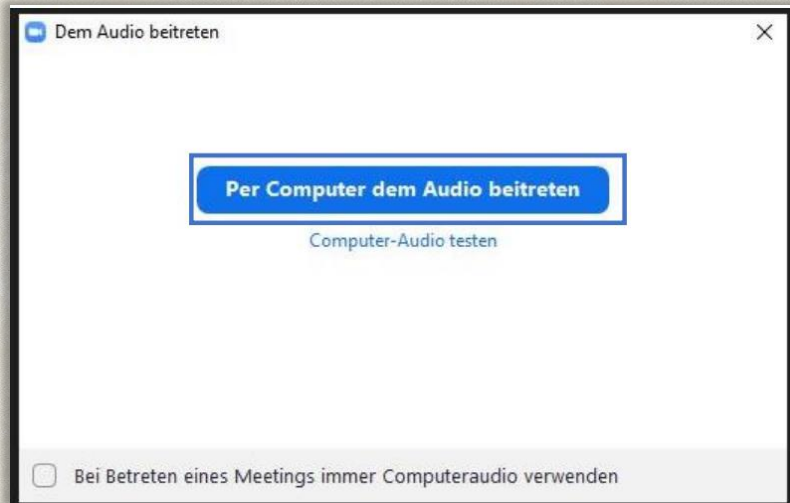 Dem Audio beitreten
Per Computer dem Audio beitreten
Computer-Audio testen
Bei Betreten eines Meetings immer Computeraudio verwenden